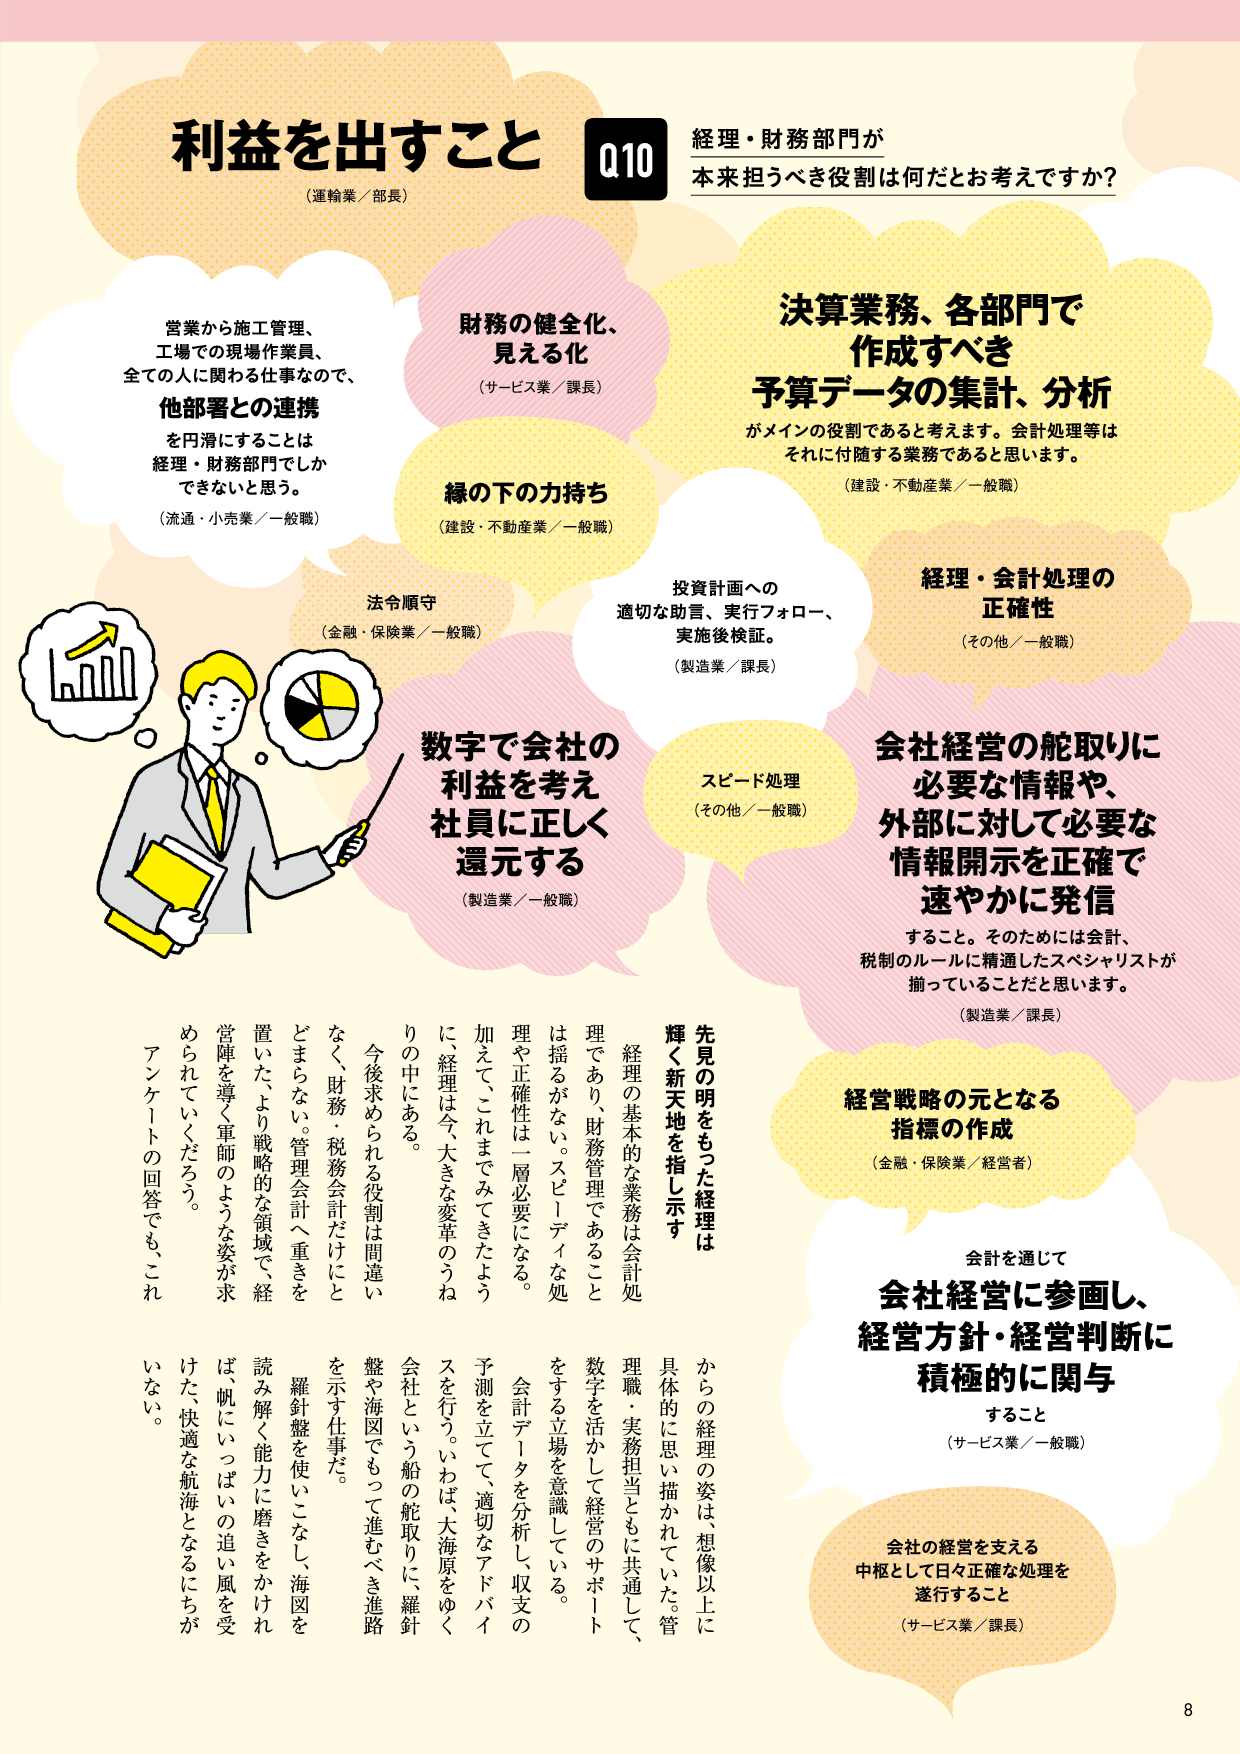 利益を出すこと
（運輸業／部長）
Q10
経理・財務部門が
本来担うべき役割は何だとお考えですか？
営業から施工管理、
工場での現場作業員、
全ての人に関わる仕事なので、
他部署との連携
を円滑にすることは
経理・財務部門でしか
できないと思う。
（流通・小売業／一般職）
財務の健全化、
見える化
（サービス業／課長）
決算業務、各部門で
作成すべき
予算データの集計、分析
がメインの役割であると考えます。会計処理等は
それに付随する業務であると思います。
（建設・不動産業／一般職）
縁の下の力持ち
（建設・不動産業／一般職）
法令順守
（金融・保険業／一般職）
投資計画への
適切な助言、実行フォロー、
実施後検証。
（製造業／課長）
経理・会計処理の
正確性
（その他／一般職）
数字で会社の
利益を考え
社員に正しく
還元する
（製造業／一般職）
スピード処理
（その他／一般職）
会社経営の舵取りに
必要な情報や、
外部に対して必要な
情報開示を正確で
速やかに発信
すること。そのためには会計、
税制のルールに精通したスペシャリストが
揃っていることだと思います。
（製造業／課長）
経営戦略の元となる
指標の作成
（金融・保険業／経営者）
会計を通じて
会社経営に参画し、
経営方針・経営判断に
積極的に関与
すること
（サービス業／一般職）
会社の経営を支える
中枢として日々正確な処理を
遂行すること
（サービス業／課長）
先見の明をもった経理は
輝く新天地を指し示す
経理の基本的な業務は会計処
理であり、財務管理であること
は揺るがない。スピーディな処
理や正確性は一層必要になる。
加えて、これまでみてきたよう
に、経理は今、大きな変革のうね
りの中にある。
今後求められる役割は間違い
なく、財務・税務会計だけにと
どまらない。管理会計へ重きを
置いた、より戦略的な領域で、経
営陣を導く軍師のような姿が求
められていくだろう。
アンケートの回答でも、これ
からの経理の姿は、想像以上に
具体的に思い描かれていた。管
理職・実務担当ともに共通して、
数字を活かして経営のサポート
をする立場を意識している。
会計データを分析し、収支の
予測を立てて、適切なアドバイ
スを行う。いわば、大海原をゆく
会社という船の舵取りに、羅針
盤や海図でもって進むべき進路
を示す仕事だ。
羅針盤を使いこなし、海図を
読み解く能力に磨きをかけれ
ば、帆にいっぱいの追い風を受
けた、快適な航海となるにちが
いない。
8